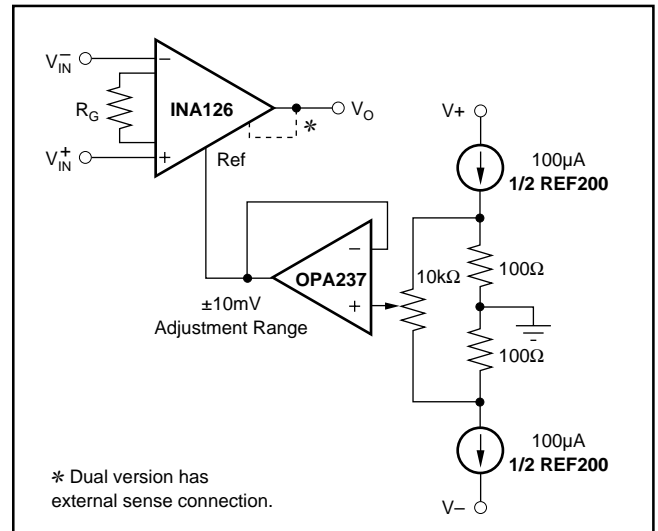 V⁻IN
INA126
RG
V⁺IN
−
+
VO
*
Ref
V+
100µA
1/2 REF200
−
+
OPA237
10kΩ
100Ω
100Ω
±10mV
Adjustment Range
100µA
1/2 REF200
V−
* Dual version has
external sense connection.